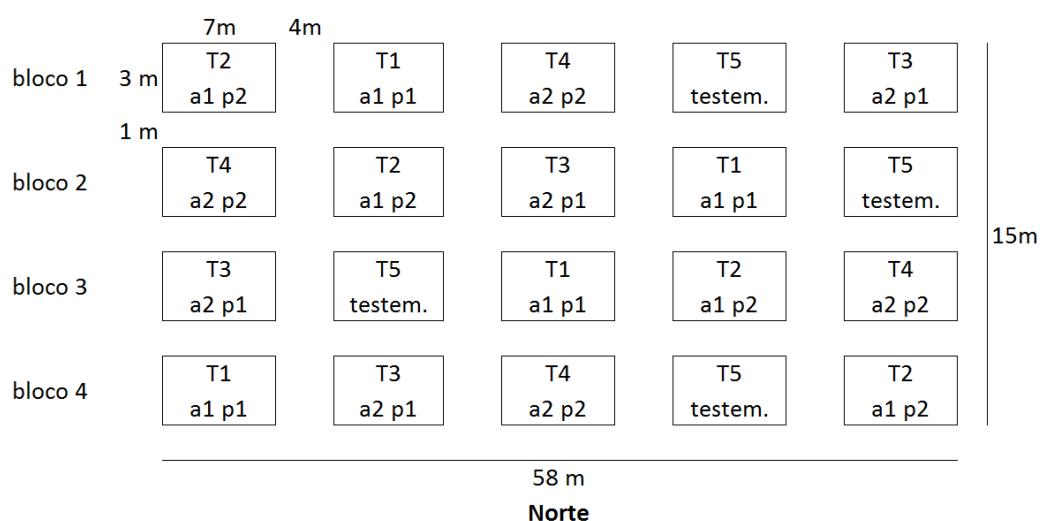 7m 4m
bloco 1 3 m
T2
a1 p2
T1
a1 p1
T4
a2 p2
T5
testem.
T3
a2 p1
1 m
bloco 2
T4
a2 p2
T2
a1 p2
T3
a2 p1
T1
a1 p1
T5
testem.
15m
bloco 3
T3
a2 p1
T5
testem.
T1
a1 p1
T2
a1 p2
T4
a2 p2
bloco 4
T1
a1 p1
T3
a2 p1
T4
a2 p2
T5
testem.
T2
a1 p2
58 m
Norte